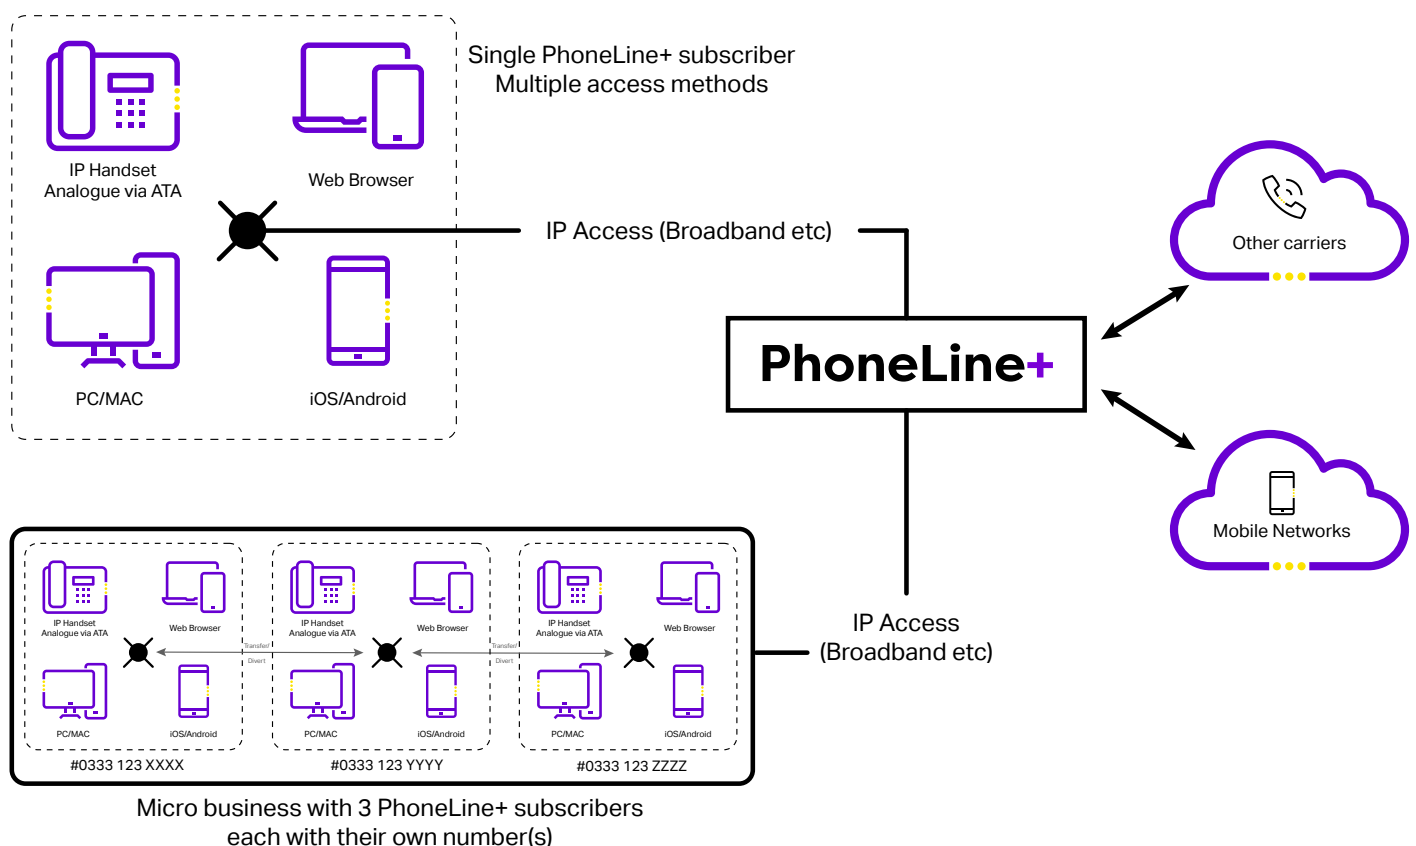 Single PhoneLine+ subscriber
Multiple access methods
IP Handset
Analogue via ATA
Web Browser
PC/MAC
iOS/Android
IP Access (Broadband etc)
PhoneLine+
Other carriers
Mobile Networks
IP Access
(Broadband etc)
IP Handset
Analogue via ATA
Web Browser
PC/MAC
iOS/Android
#0333 123 XXXX
Transfer/
Divert
IP Handset
Analogue via ATA
Web Browser
PC/MAC
iOS/Android
#0333 123 YYYY
Transfer/
Divert
IP Handset
Analogue via ATA
Web Browser
PC/MAC
iOS/Android
#0333 123 ZZZZ
Micro business with 3 PhoneLine+ subscribers
each with their own number(s)